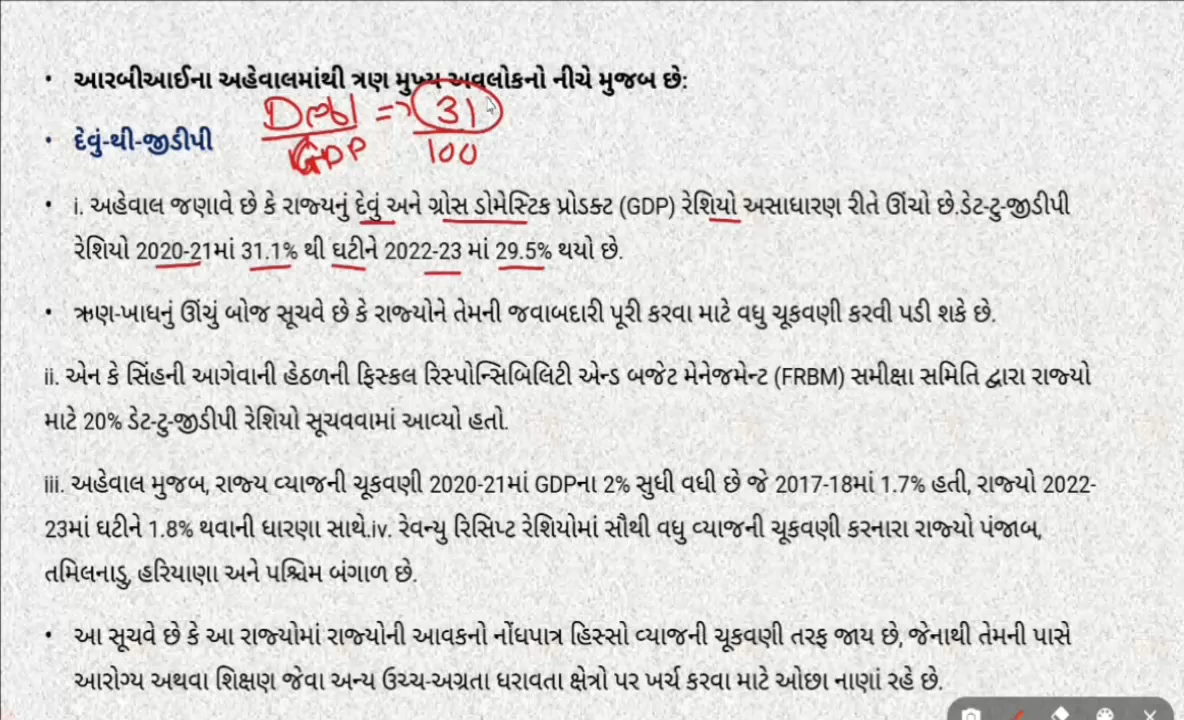 • આરબીઆઈના અહેવાલમાંથી ત્રણ મુખ્ય અવલોકનો નીચે મુજબ છે:
Debt => 31
GDP 100
• દેવું-થી-જીડીપી
• i. અહેવાલ જણાવે છે કે રાજ્યનું દેવું અને ગ્રોસ ડોમેસ્ટિક પ્રોડક્ટ (GDP) રેશિયો અસાધારણ રીતે ઊંચો છે.ડેટ-ટુ-જીડીપી
રેશિયો 2020-21માં 31.1% થી ઘટીને 2022-23 માં 29.5% થયો છે.
• ઋણ-ખાધનું ઊંચું બોજ સૂચવે છે કે રાજ્યોને તેમની જવાબદારી પૂરી કરવા માટે વધુ ચૂકવણી કરવી પડી શકે છે.
ii. એન કે સિંહની આગેવાની હેઠળની ફિસ્કલ રિસ્પોન્સિબિલિટી એન્ડ બજેટ મેનેજમેન્ટ (FRBM) સમીક્ષા સમિતિ દ્વારા રાજ્યો
માટે 20% ડેટ-ટુ-જીડીપી રેશિયો સૂચવવામાં આવ્યો હતો.
iii. અહેવાલ મુજબ, રાજ્ય વ્યાજની ચૂકવણી 2020-21માં GDPના 2% સુધી વધી છે જે 2017-18માં 1.7% હતી, રાજ્યો 2022-
23માં ઘટીને 1.8% થવાની ધારણા સાથે.iv. રેવન્યુ રિસિપ્ટ રેશિયોમાં સૌથી વધુ વ્યાજની ચૂકવણી કરનારા રાજ્યો પંજાબ,
તમિલનાડુ, હરિયાણા અને પશ્ચિમ બંગાળ છે.
• આ સૂચવે છે કે આ રાજ્યોમાં રાજ્યોની આવકનો નોંધપાત્ર હિસ્સો વ્યાજની ચૂકવણી તરફ જાય છે, જેનાથી તેમની પાસે
આરોગ્ય અથવા શિક્ષણ જેવા અન્ય ઉચ્ચ-અગ્રતા ધરાવતા ક્ષેત્રો પર ખર્ચ કરવા માટે ઓછા નાણાં રહે છે.